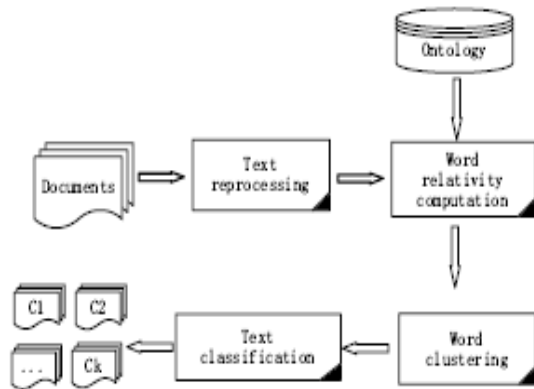 Ontology
Documents
Text
reprocessing
Word
relativity
computation
C1
C2
...
Ck
Text
classification
Word
clustering